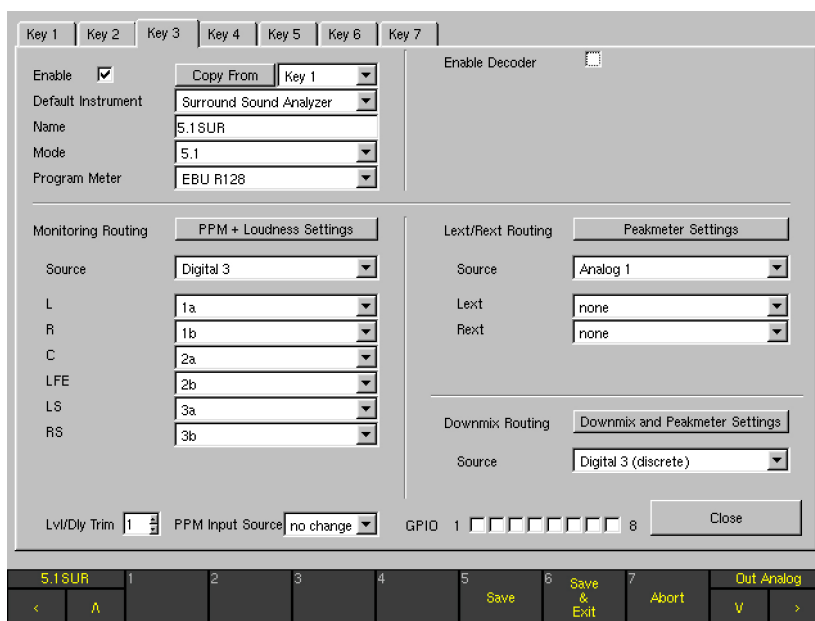 Key 1 Key 2 Key 3 Key 4 Key 5 Key 6 Key 7
Enable Copy From Key 1
Default Instrument Surround Sound Analyzer
Name 5.1SUR
Mode 5.1
Program Meter EBU R128
Enable Decoder
Monitoring Routing PPM + Loudness Settings
Source Digital 3
L 1a
R 1b
C 2a
LFE 2b
LS 3a
RS 3b
Lext/Rext Routing Peakmeter Settings
Source Analog 1
Lext none
Rext none
Downmix Routing Downmix and Peakmeter Settings
Source Digital 3 (discrete)
Lvl/Dly Trim 1 PPM Input Source no change GPIO 1 8 Close
5.1SUR 1 2 3 4 5 Save 6 Save & Exit 7 Abort Out Analog
< Λ V >